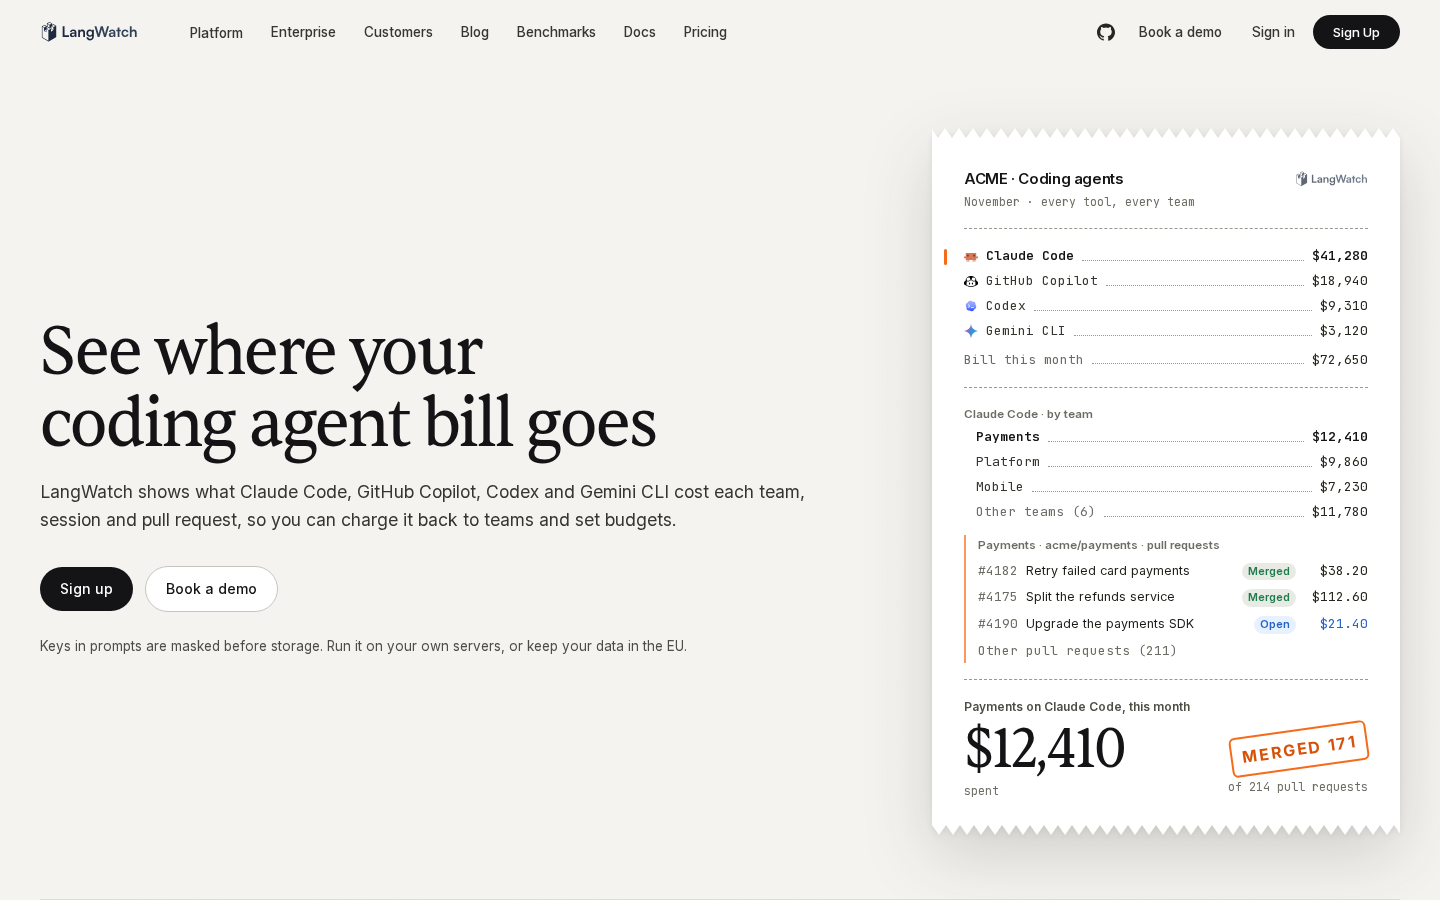 LangWatch
Platform
Enterprise
Customers
Blog
Benchmarks
Docs
Pricing
Book a demo
Sign in
Sign Up
See where your
coding agent bill goes
LangWatch shows what Claude Code, GitHub Copilot, Codex and Gemini CLI cost each team,
session and pull request, so you can charge it back to teams and set budgets.
Sign up
Book a demo
Keys in prompts are masked before storage. Run it on your own servers, or keep your data in the EU.
ACME · Coding agents
LangWatch
November · every tool, every team
Claude Code $41,280
GitHub Copilot $18,940
Codex $9,310
Gemini CLI $3,120
Bill this month $72,650
Claude Code · by team
Payments $12,410
Platform $9,860
Mobile $7,230
Other teams (6) $11,780
Payments · acme/payments · pull requests
#4182 Retry failed card payments Merged $38.20
#4175 Split the refunds service Merged $112.60
#4190 Upgrade the payments SDK Open $21.40
Other pull requests (211)
Payments on Claude Code, this month
$12,410
MERGED 171
spent
of 214 pull requests